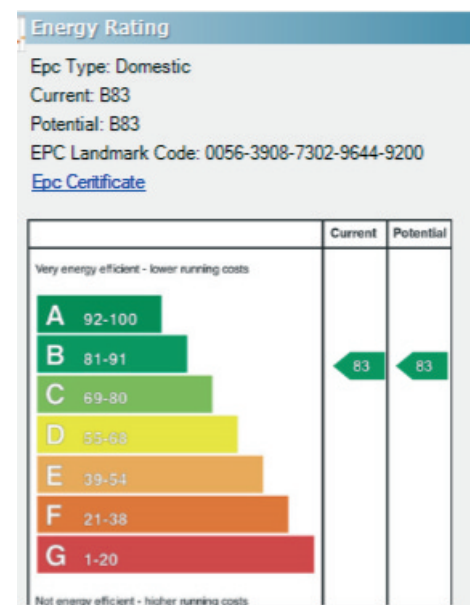 Energy Rating
Epc Type: Domestic
Current: B83
Potential: B83
EPC Landmark Code: 0056-3908-7302-9644-9200
Epc Ceritificate
Current Potential
Very energy efficient - lower running costs
A 92-100
B 81-91
83 83
C 69-80
D 55-68
E 39-54
F 21-38
G 1-20
Not energy efficient - higher running costs